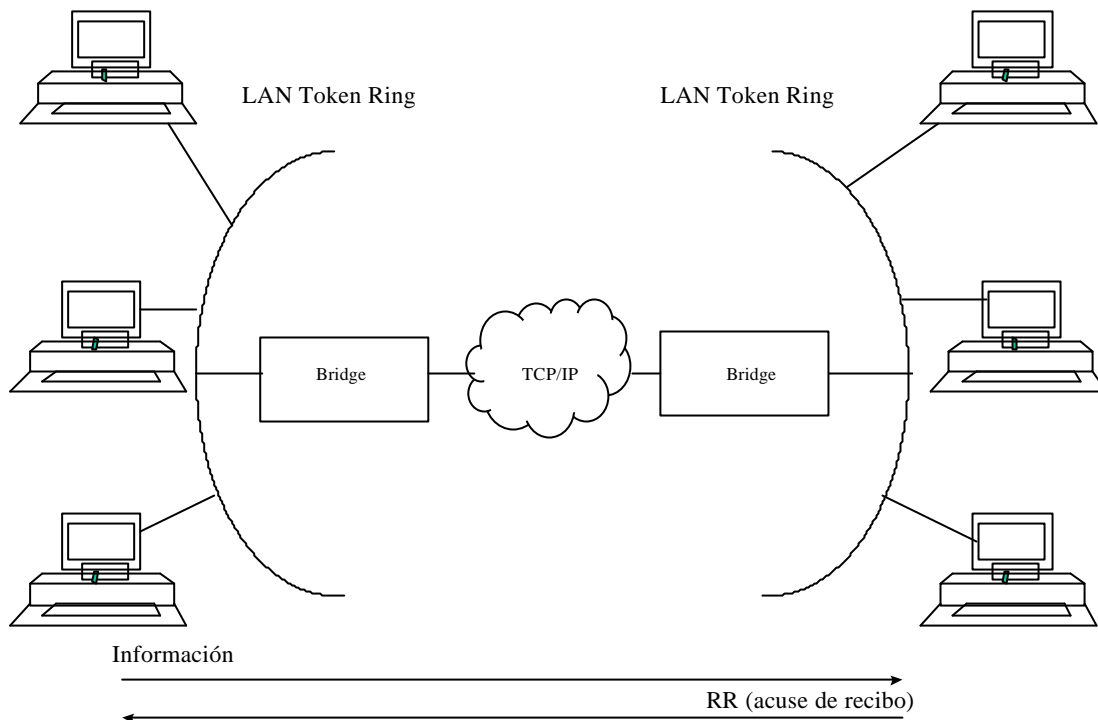 LAN Token Ring
LAN Token Ring
Bridge
TCP/IP
Bridge
Información
RR (acuse de recibo)